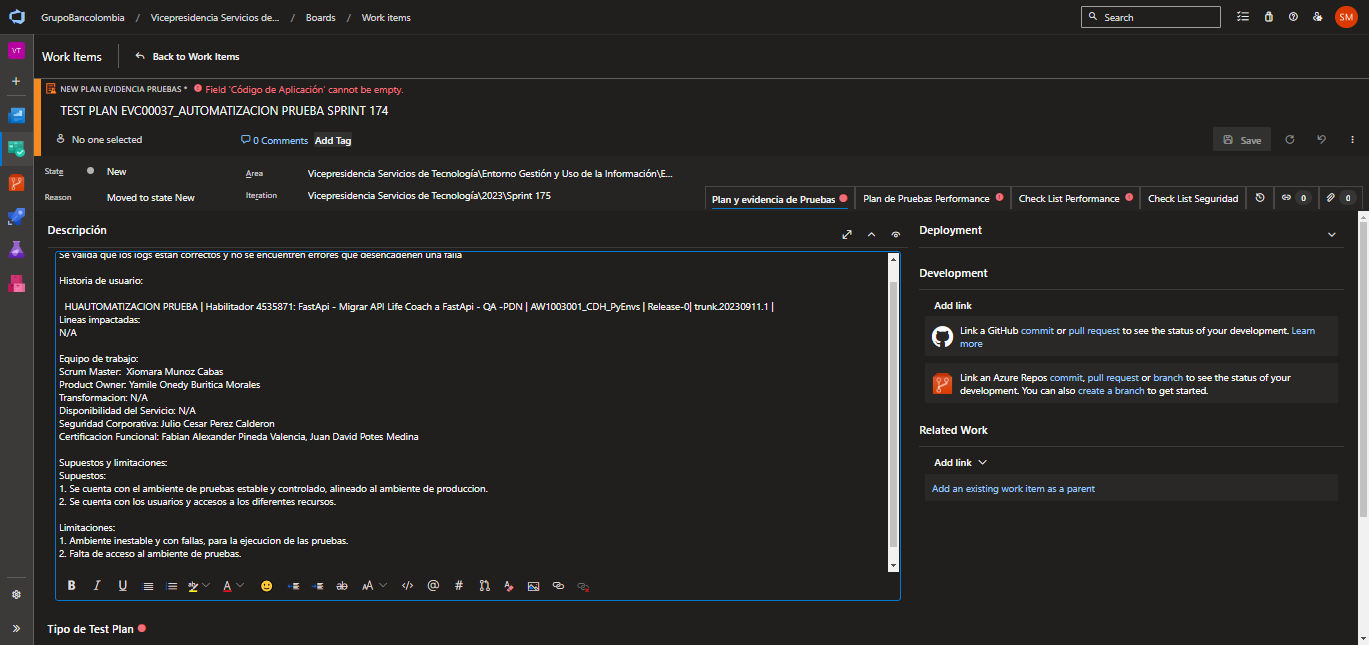 GrupoBancolombia / Vicepresidencia Servicios de... / Boards / Work items
Search
SM
VT
Work Items
Back to Work Items
NEW PLAN EVIDENCIA PRUEBAS * Field 'Código de Aplicación' cannot be empty.
TEST PLAN EVC00037_AUTOMATIZACION PRUEBA SPRINT 174
No one selected
0 Comments
Add Tag
Save
State
New
Area
Vicepresidencia Servicios de Tecnología\Entorno Gestión y Uso de la Información\E...
Reason
Moved to state New
Iteration
Vicepresidencia Servicios de Tecnología\2023\Sprint 175
Plan y evidencia de Pruebas
Plan de Pruebas Performance
Check List Performance
Check List Seguridad
0
0
Descripción
Se valida que los logs estan correctos y no se encuentren errores que desencadenen una falla
Historia de usuario:
HUAUTOMATIZACION PRUEBA | Habilitador 4535871: FastApi - Migrar API Life Coach a FastApi - QA -PDN | AW1003001_CDH_PyEnvs | Release-0| trunk.20230911.1 |
Lineas impactadas:
N/A
Equipo de trabajo:
Scrum Master:  Xiomara Munoz Cabas
Product Owner: Yamile Onedy Buritica Morales
Transformacion: N/A
Disponibilidad del Servicio: N/A
Seguridad Corporativa: Julio Cesar Perez Calderon
Certificacion Funcional: Fabian Alexander Pineda Valencia, Juan David Potes Medina
Supuestos y limitaciones:
Supuestos:
1. Se cuenta con el ambiente de pruebas estable y controlado, alineado al ambiente de produccion.
2. Se cuenta con los usuarios y accesos a los diferentes recursos.
Limitaciones:
1. Ambiente inestable y con fallas, para la ejecucion de las pruebas.
2. Falta de acceso al ambiente de pruebas.
Tipo de Test Plan
Deployment
Development
Add link
Link a GitHub commit or pull request to see the status of your development. Learn
more
Link an Azure Repos commit, pull request or branch to see the status of your
development. You can also create a branch to get started.
Related Work
Add link
Add an existing work item as a parent